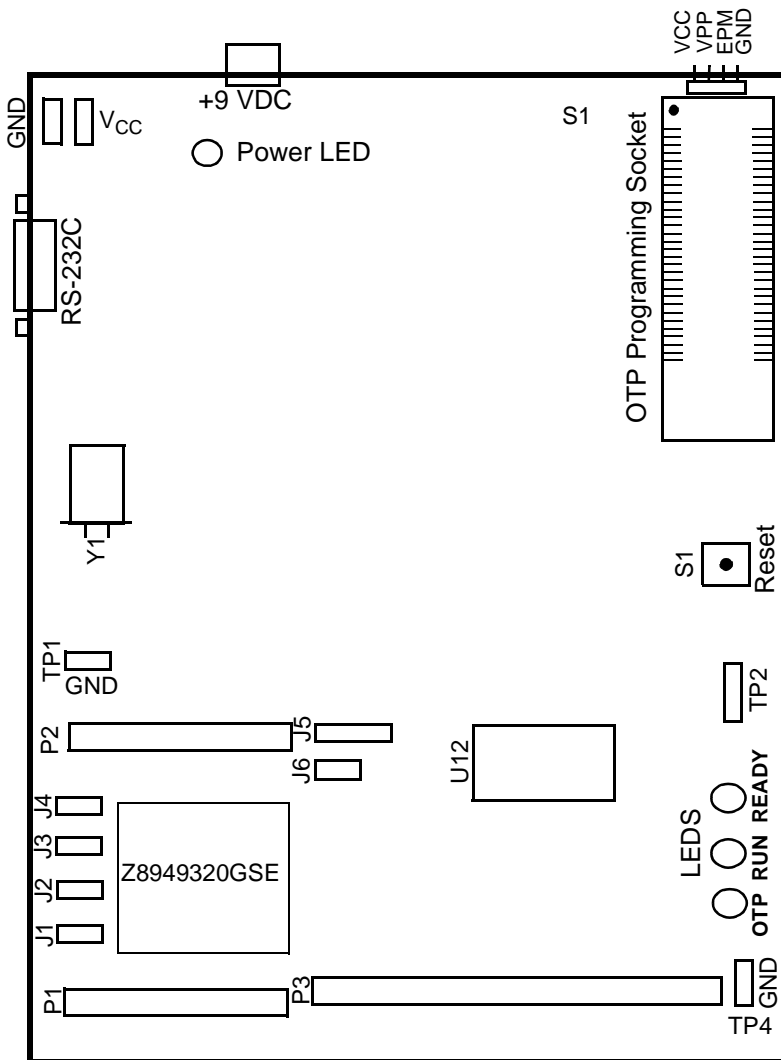 VCC
VPP
EPM
GND
+9 VDC
GND
VCC
S1
Power LED
RS-232C
OTP Programming Socket
Y1
S1
Reset
TP1
GND
TP2
P2
J5
J6
U12
J4
J3
J2
J1
Z8949320GSE
LEDS
READY
RUN
OTP
P1
P3
GND
TP4